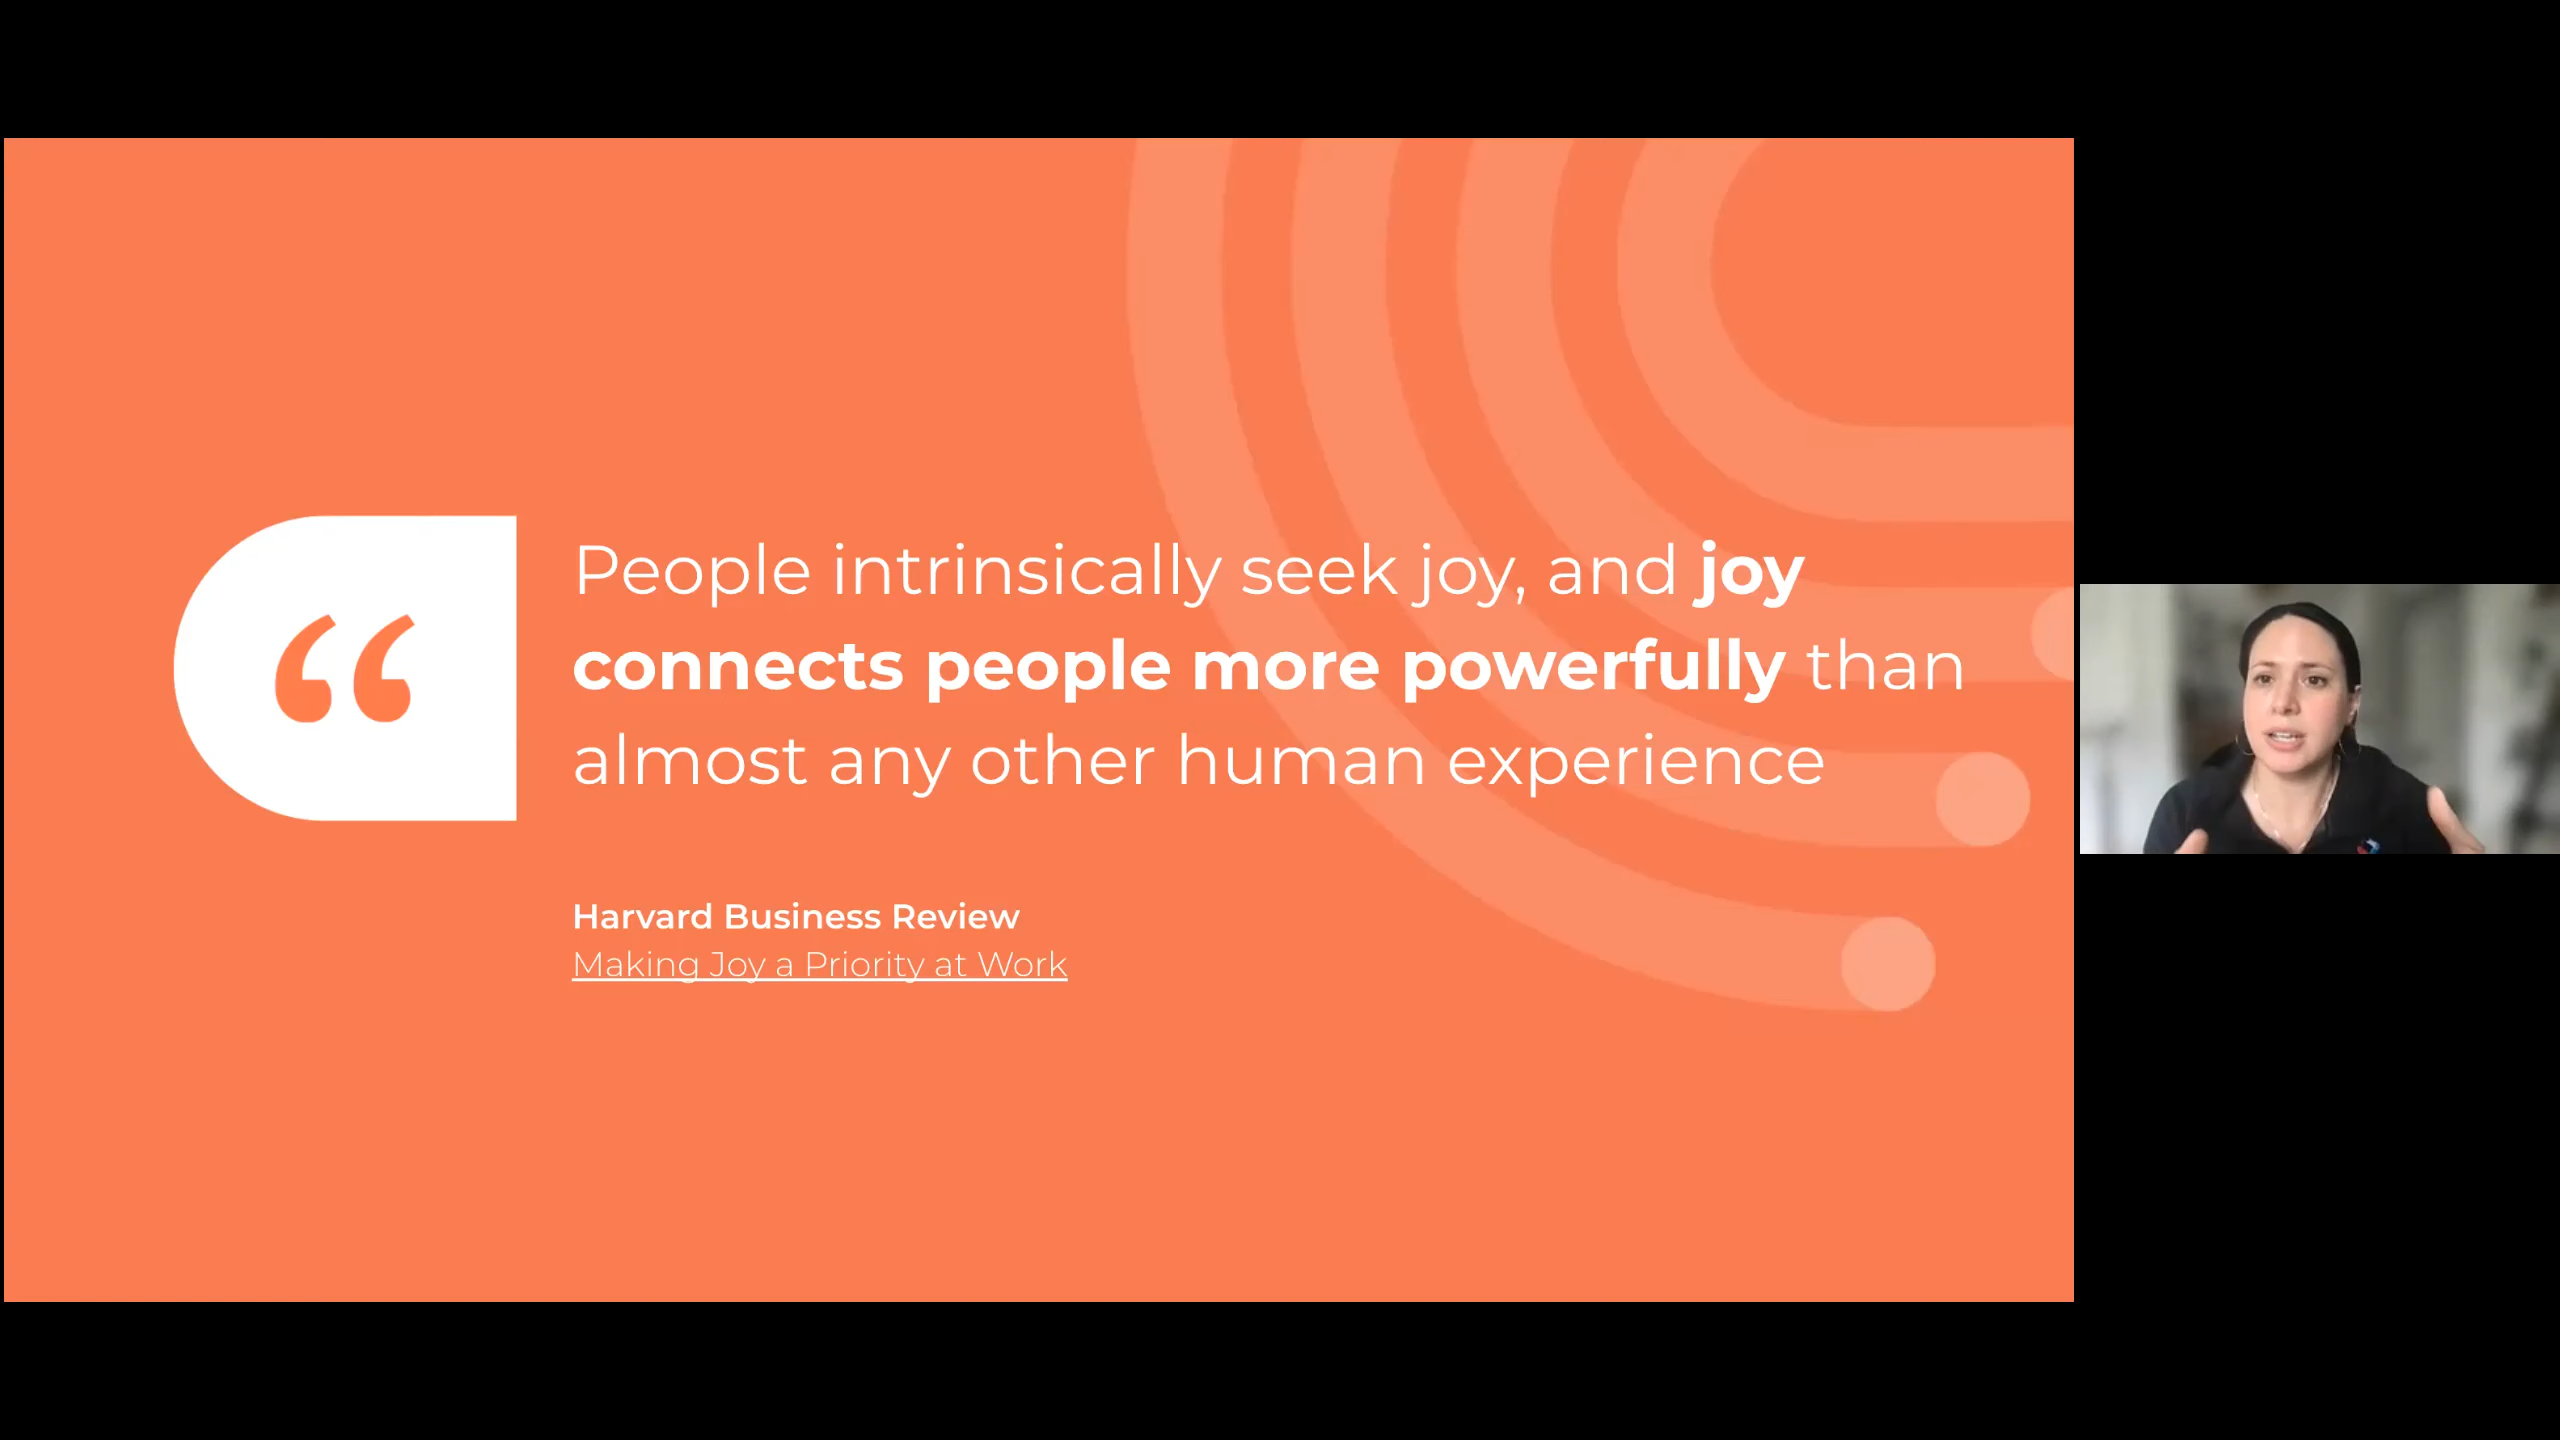 “
People intrinsically seek joy, and joy
connects people more powerfully than
almost any other human experience
Harvard Business Review
Making Joy a Priority at Work